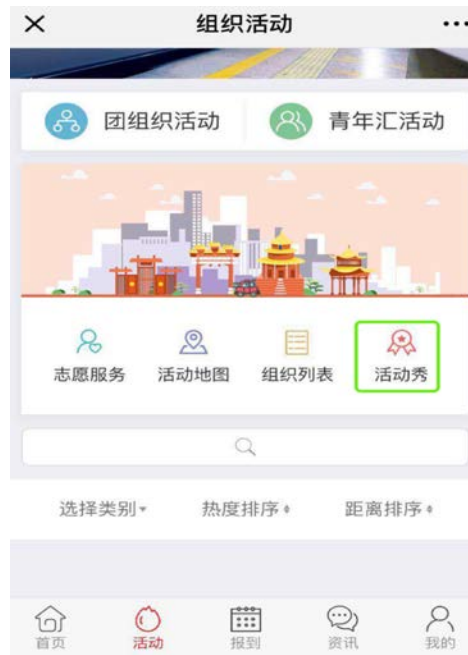 组织活动
团组织活动 青年汇活动
志愿服务 活动地图 组织列表 活动秀
选择类别 热度排序 距离排序
首页 活动 报到 资讯 我的